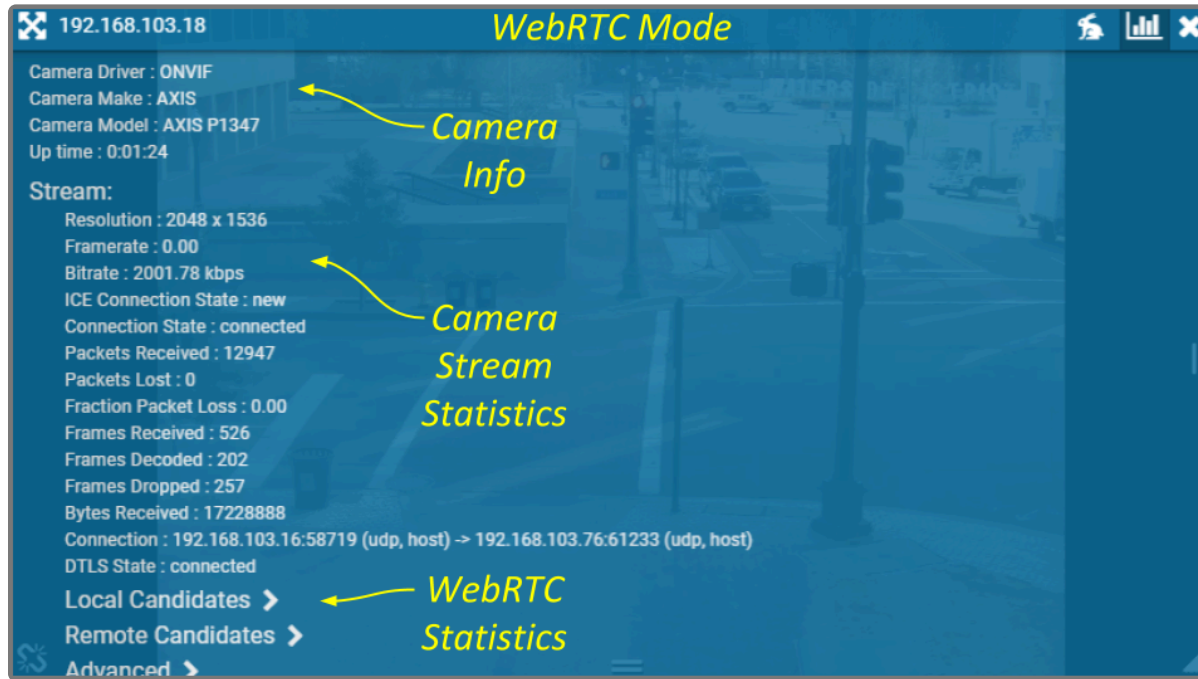 192.168.103.18
WebRTC Mode
Camera Driver : ONVIF
Camera Make : AXIS
Camera Model : AXIS P1347
Up time : 0:01:24
Camera
Info
Stream:
Resolution : 2048 x 1536
Framerate : 0.00
Bitrate : 2001.78 kbps
ICE Connection State : new
Connection State : connected
Packets Received : 12947
Packets Lost : 0
Fraction Packet Loss : 0.00
Frames Received : 526
Frames Decoded : 202
Frames Dropped : 257
Bytes Received : 17228888
Connection : 192.168.103.16:58719 (udp, host) -> 192.168.103.76:61233 (udp, host)
DTLS State : connected
Camera
Stream
Statistics
Local Candidates
Remote Candidates
Advanced
WebRTC
Statistics